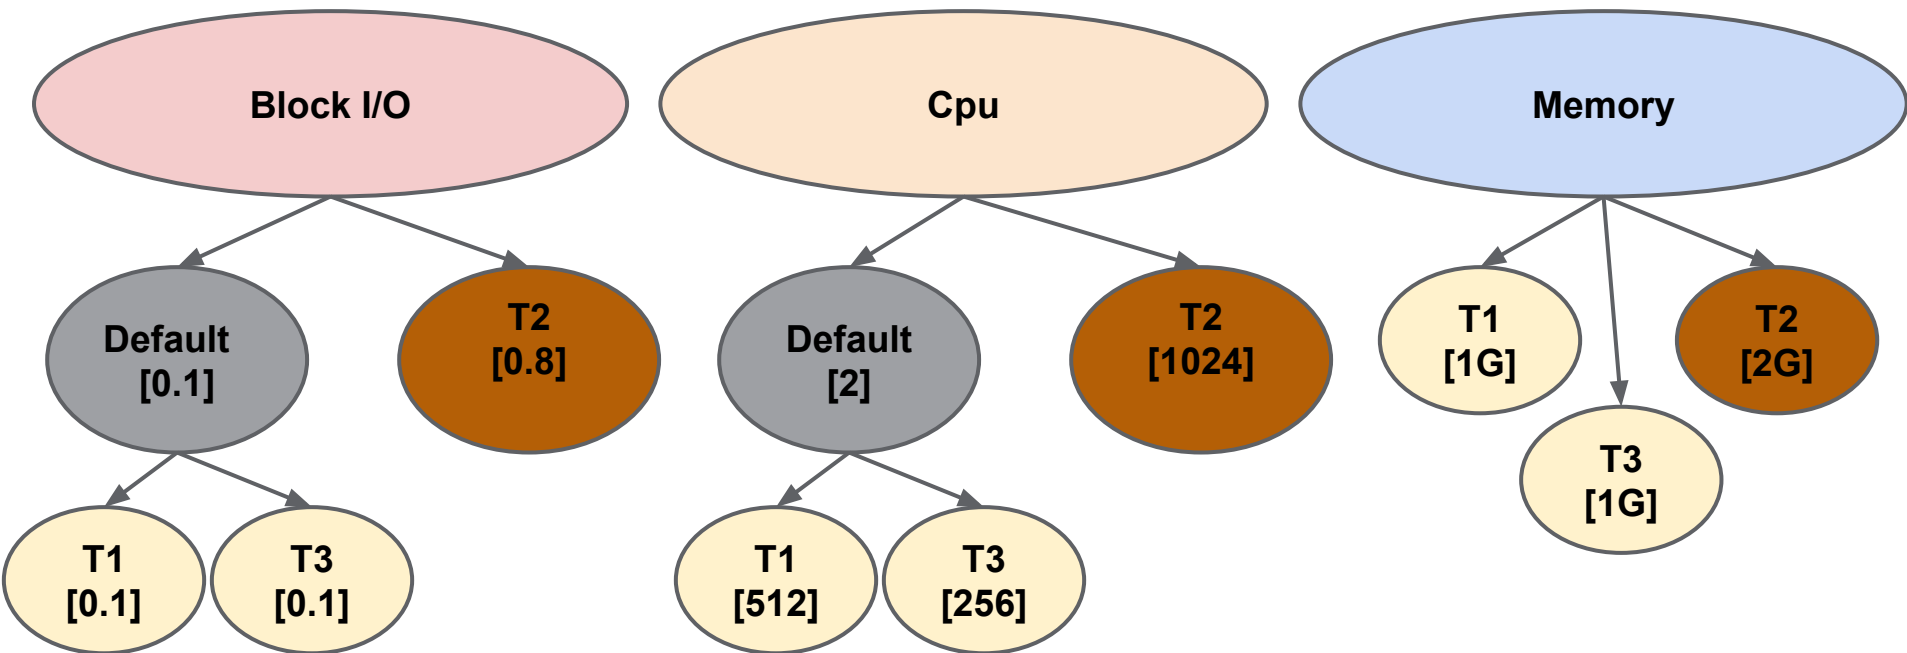 Block I/O
Cpu
Memory
Default
[0.1]
T2
[0.8]
Default
[2]
T2
[1024]
T1
[1G]
T2
[2G]
T3
[1G]
T1
[0.1]
T3
[0.1]
T1
[512]
T3
[256]